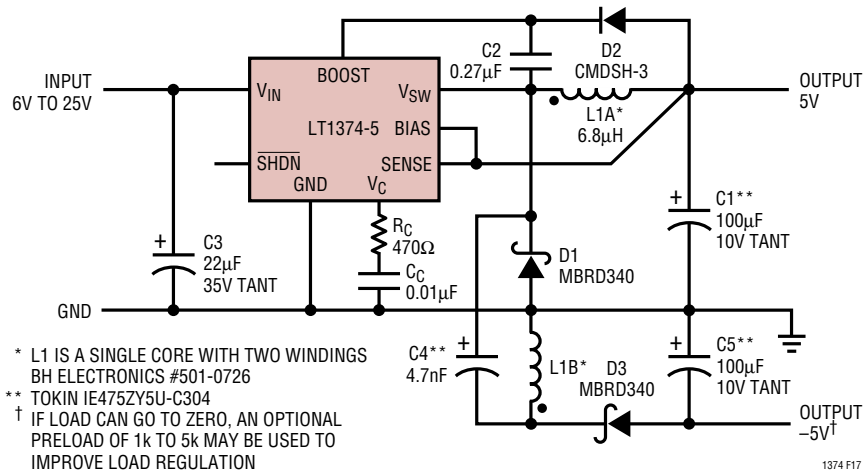 INPUT
6V TO 25V
BOOST
V_IN
V_SW
LT1374-5
BIAS
SHDN
SENSE
GND
V_C
C2
0.27µF
D2
CMDSH-3
OUTPUT
5V
L1A*
6.8µH
C3
22µF
35V TANT
+
R_C
470Ω
C_C
0.01µF
D1
MBRD340
+
C1**
100µF
10V TANT
GND
C4**
4.7nF
+
L1B*
D3
MBRD340
+
C5**
100µF
10V TANT
OUTPUT
–5V†
* L1 IS A SINGLE CORE WITH TWO WINDINGS
BH ELECTRONICS #501-0726
** TOKIN IE475ZY5U-C304
† IF LOAD CAN GO TO ZERO, AN OPTIONAL
PRELOAD OF 1k TO 5k MAY BE USED TO
IMPROVE LOAD REGULATION
1374 F17